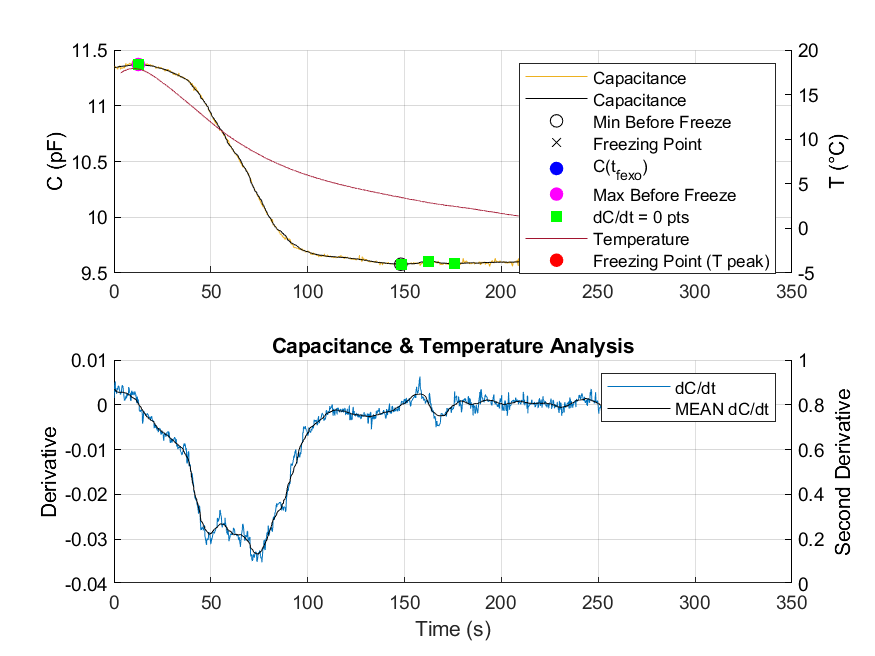 11.5
11
10.5
10
9.5
C (pF)
20
15
10
5
0
-5
T (°C)
Capacitance
Capacitance
Min Before Freeze
Freezing Point
C(t_fexo)
Max Before Freeze
dC/dt = 0 pts
Temperature
Freezing Point (T peak)
0 50 100 150 200 250 300 350
Capacitance & Temperature Analysis
0.01
0
-0.01
-0.02
-0.03
-0.04
Derivative
1
0.8
0.6
0.4
0.2
0
Second Derivative
dC/dt
MEAN dC/dt
0 50 100 150 200 250 300 350
Time (s)